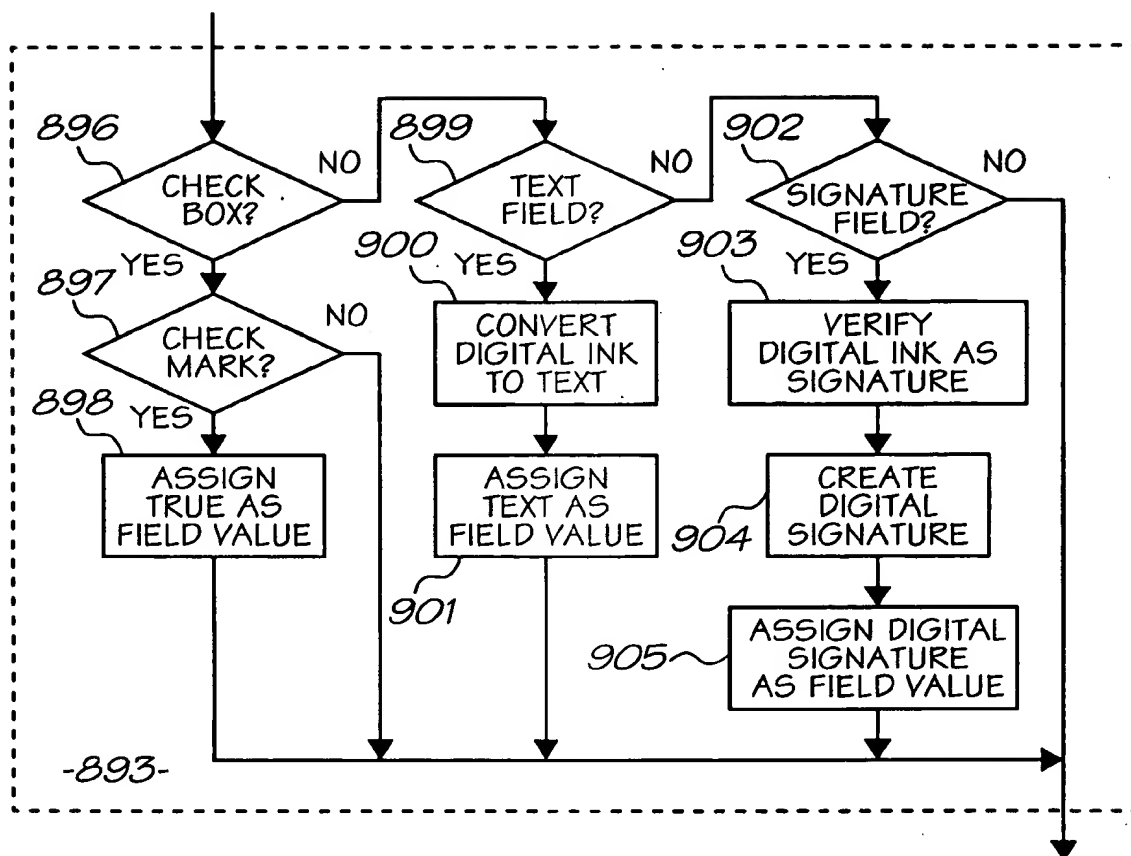 896
CHECK
BOX?
NO
YES
897
CHECK
MARK?
NO
YES
898
ASSIGN
TRUE AS
FIELD VALUE
899
TEXT
FIELD?
NO
YES
900
CONVERT
DIGITAL INK
TO TEXT
ASSIGN
TEXT AS
FIELD VALUE
901
902
SIGNATURE
FIELD?
NO
YES
903
VERIFY
DIGITAL INK AS
SIGNATURE
CREATE
DIGITAL
SIGNATURE
904
ASSIGN DIGITAL
SIGNATURE
AS FIELD VALUE
905
-893-